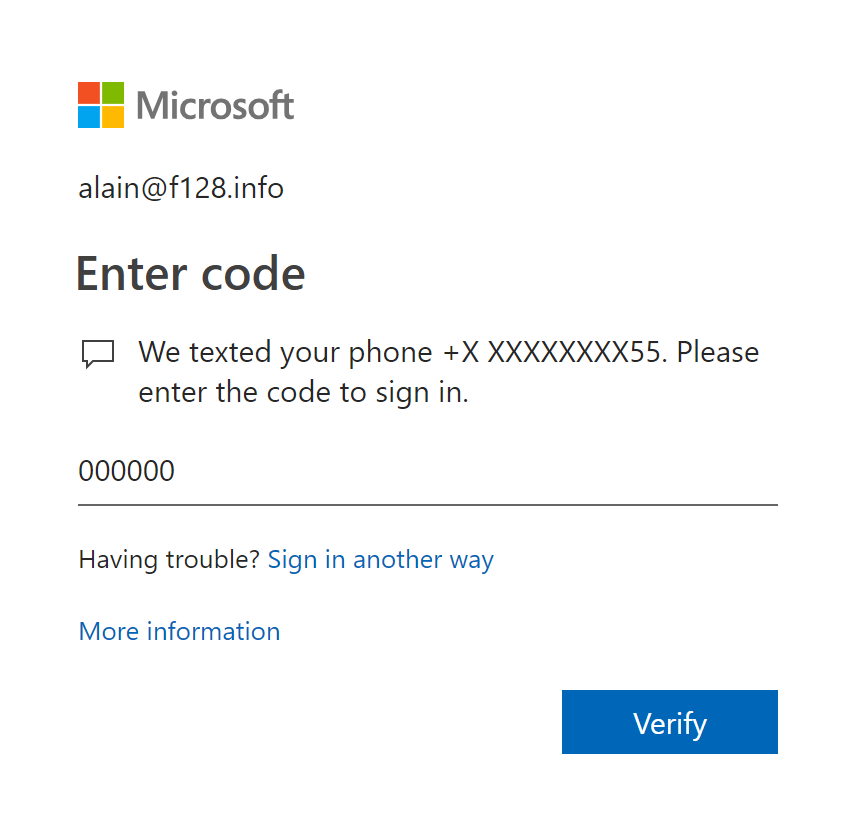 Microsoft
alain@f128.info
Enter code
We texted your phone +X XXXXXXXX55. Please
enter the code to sign in.
000000
Having trouble? Sign in another way
More information
Verify